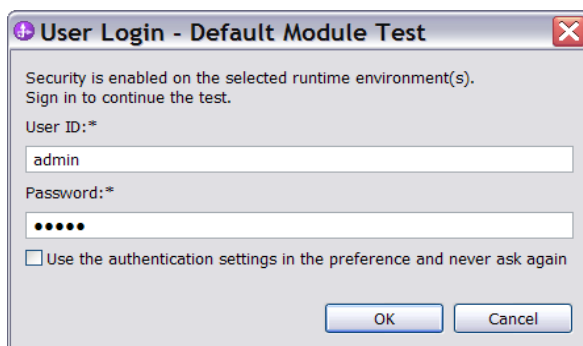 User Login - Default Module Test
Security is enabled on the selected runtime environment(s).
Sign in to continue the test.
User ID:*
admin
Password:*
•••••
Use the authentication settings in the preference and never ask again
OK Cancel